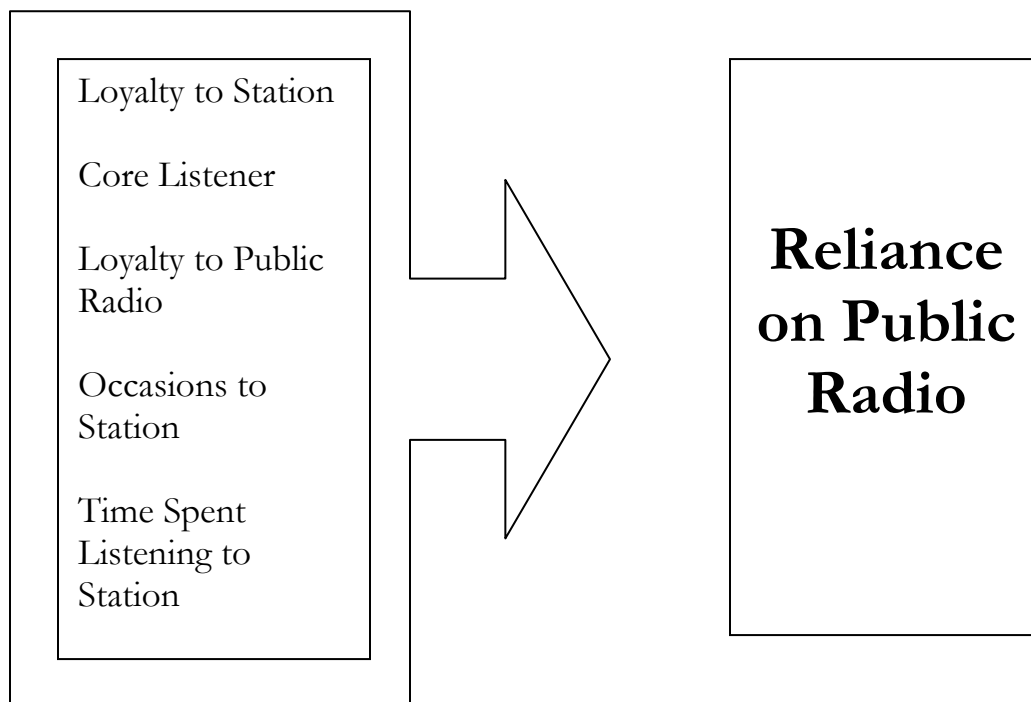 Loyalty to Station
Core Listener
Loyalty to Public
Radio
Occasions to
Station
Time Spent
Listening to
Station
Reliance
on Public
Radio